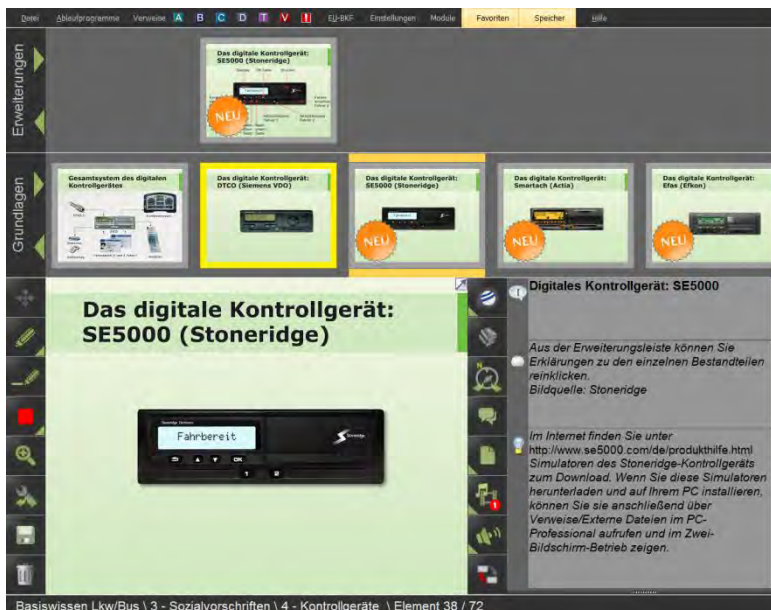 Datei Ablaufprogramme Verweise A B C D T V ! EU-BKF Einstellungen Module Favoriten Speicher Hilfe
Erweiterungen
Das digitale Kontrollgerät:
SE5000 (Stoneridge)
NEU
Grundlagen
Gesamtsystem des digitalen
Kontrollgerätes
Das digitale Kontrollgerät:
DTCO (Siemens VDO)
Das digitale Kontrollgerät:
SE5000 (Stoneridge)
NEU
Das digitale Kontrollgerät:
Smartach (Actia)
NEU
Das digitale Kontrollgerät:
Efas (Efkon)
NEU
Das digitale Kontrollgerät:
SE5000 (Stoneridge)
Fahrbereit
Stoneridge
OK
1 2
N
1
Digitales Kontrollgerät: SE5000
Aus der Erweiterungsleiste können Sie
Erklärungen zu den einzelnen Bestandteilen
reinklicken.
Bildquelle: Stoneridge
Im Internet finden Sie unter
http://www.se5000.com/de/produkthilfe.html
Simulatoren des Stoneridge-Kontrollgeräts
zum Download. Wenn Sie diese Simulatoren
herunterladen und auf Ihrem PC installieren,
können Sie sie anschließend über
Verweise/Externe Dateien im PC-
Professional aufrufen und im Zwei-
Bildschirm-Betrieb zeigen.
Basiswissen Lkw/Bus \ 3 - Sozialvorschriften \ 4 - Kontrollgeräte \ Element 38 / 72